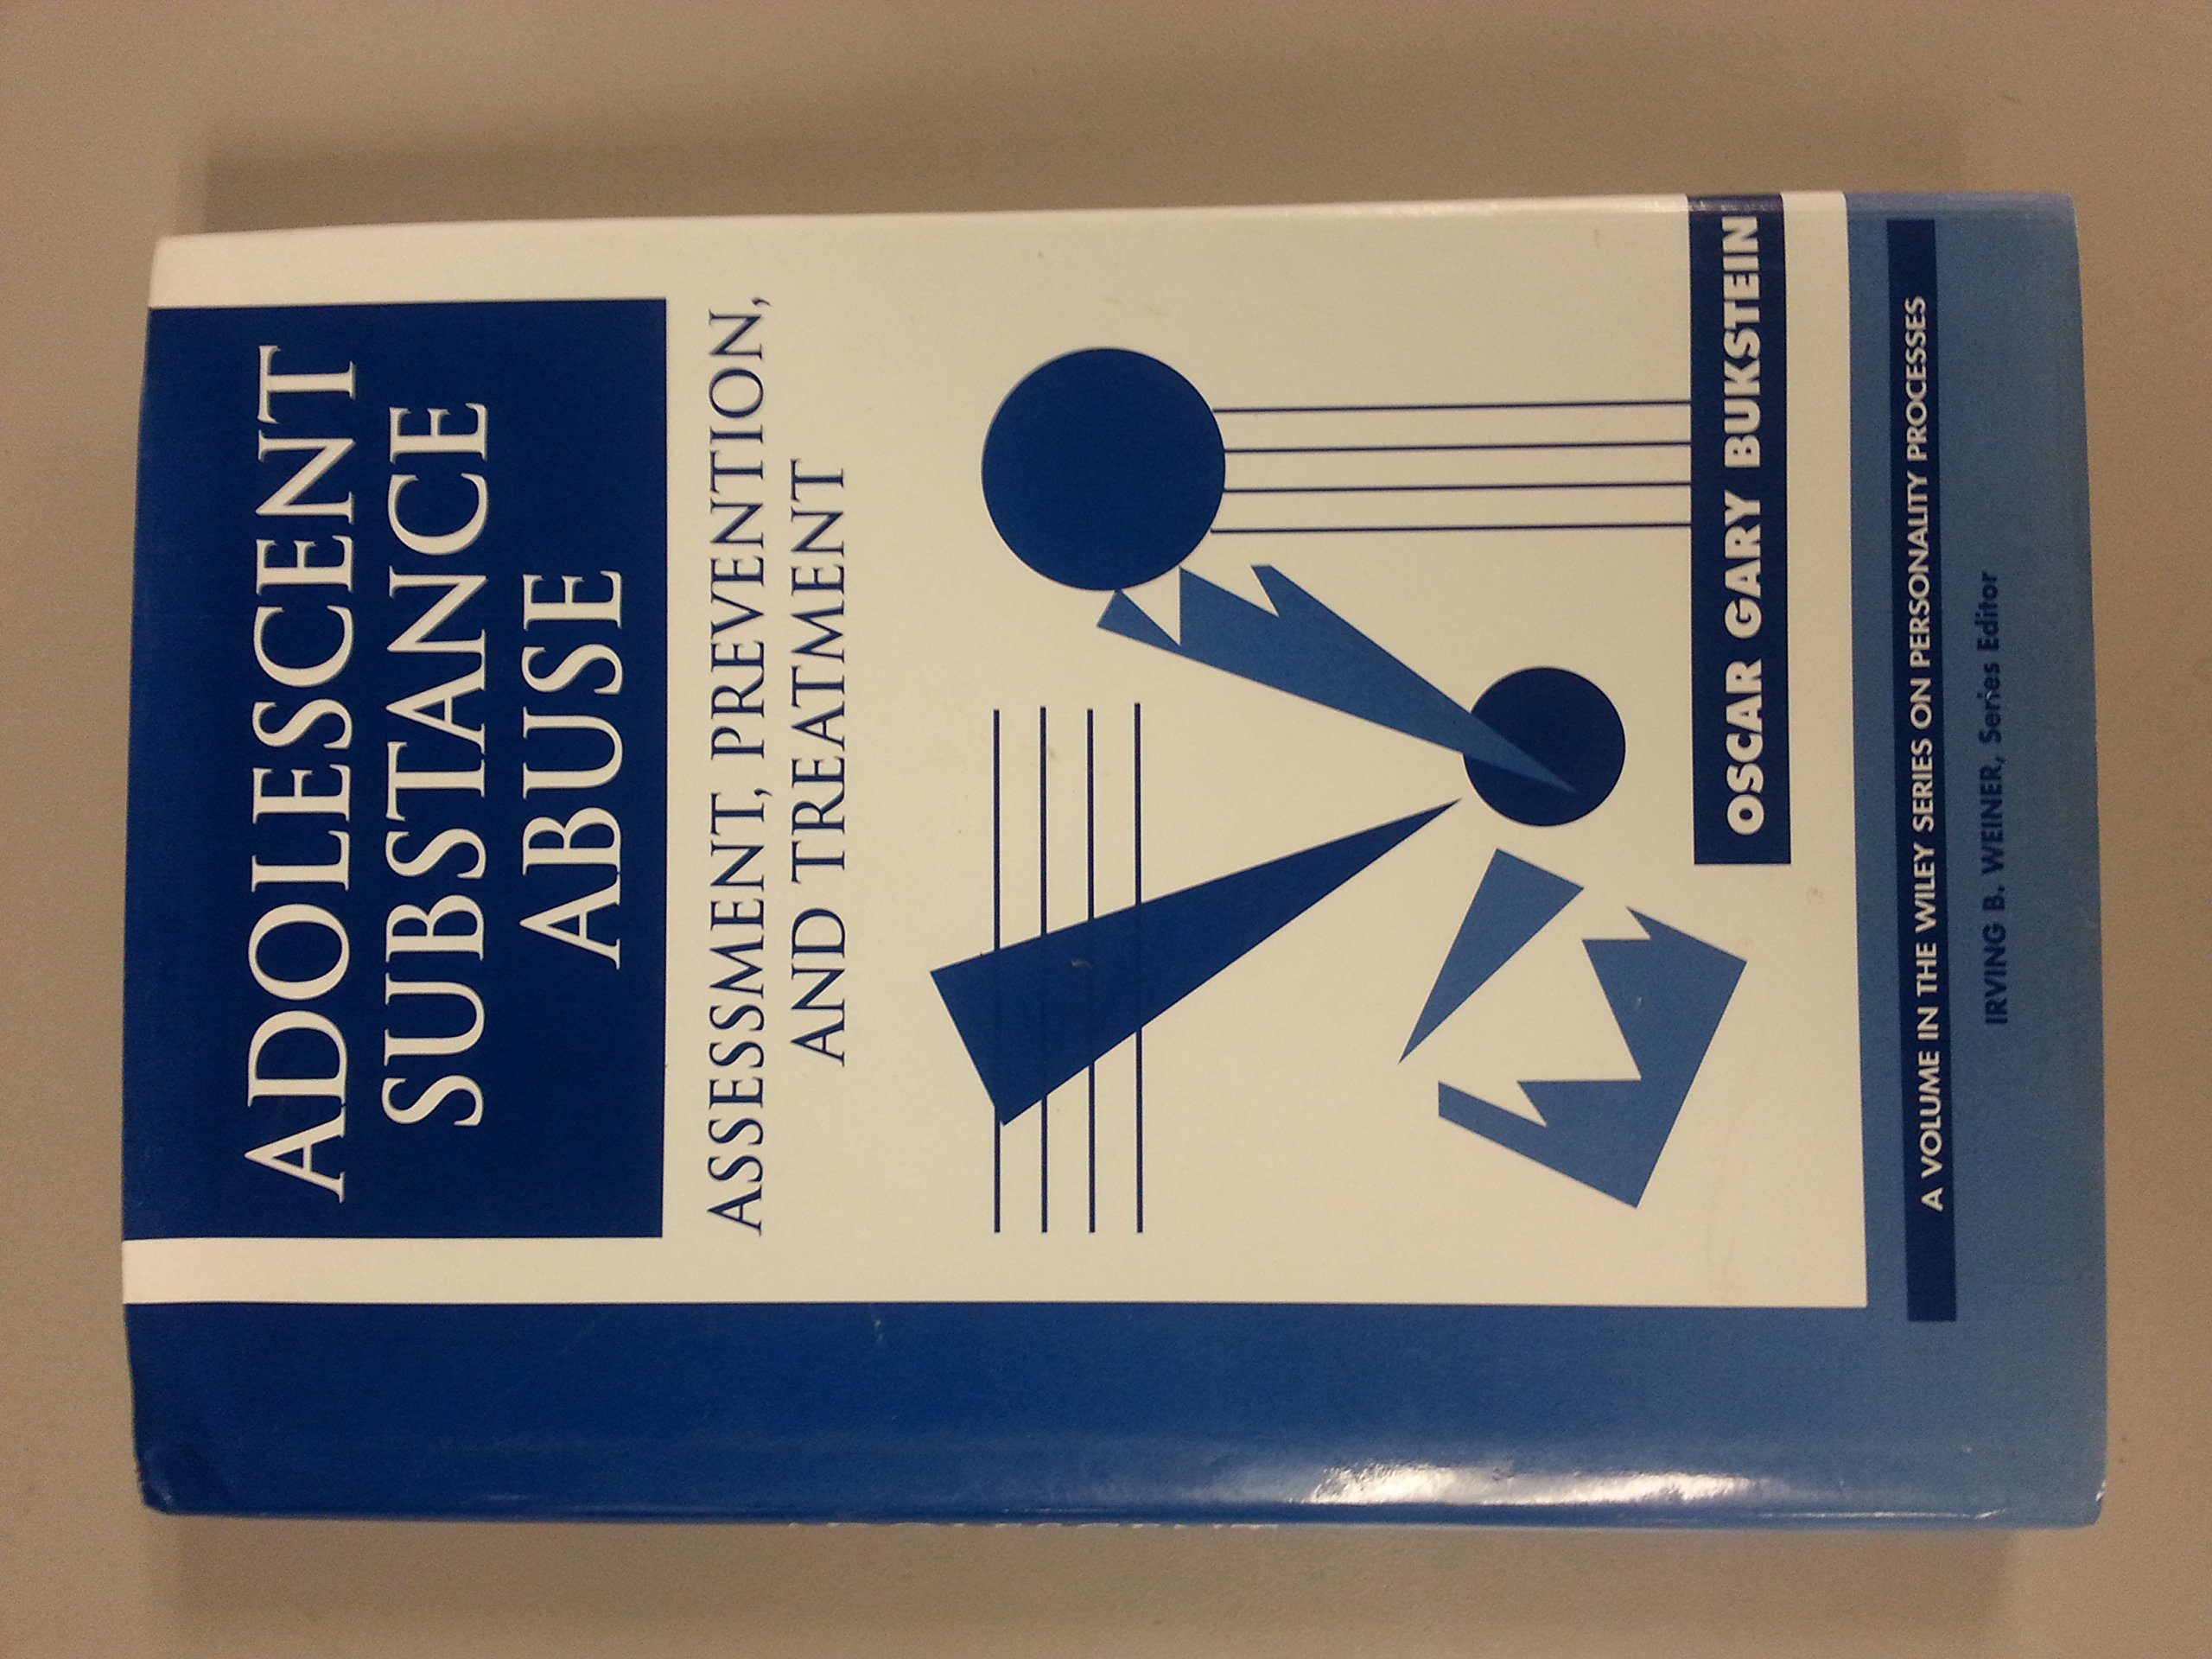 ADOLESCENT
SUBSTANCE
ABUSE
ASSESSMENT, PREVENTION,
AND TREATMENT
OSCAR GARY BUKSTEIN
A VOLUME IN THE WILEY SERIES ON PERSONALITY PROCESSES
IRVING B. WEINER, Series Editor